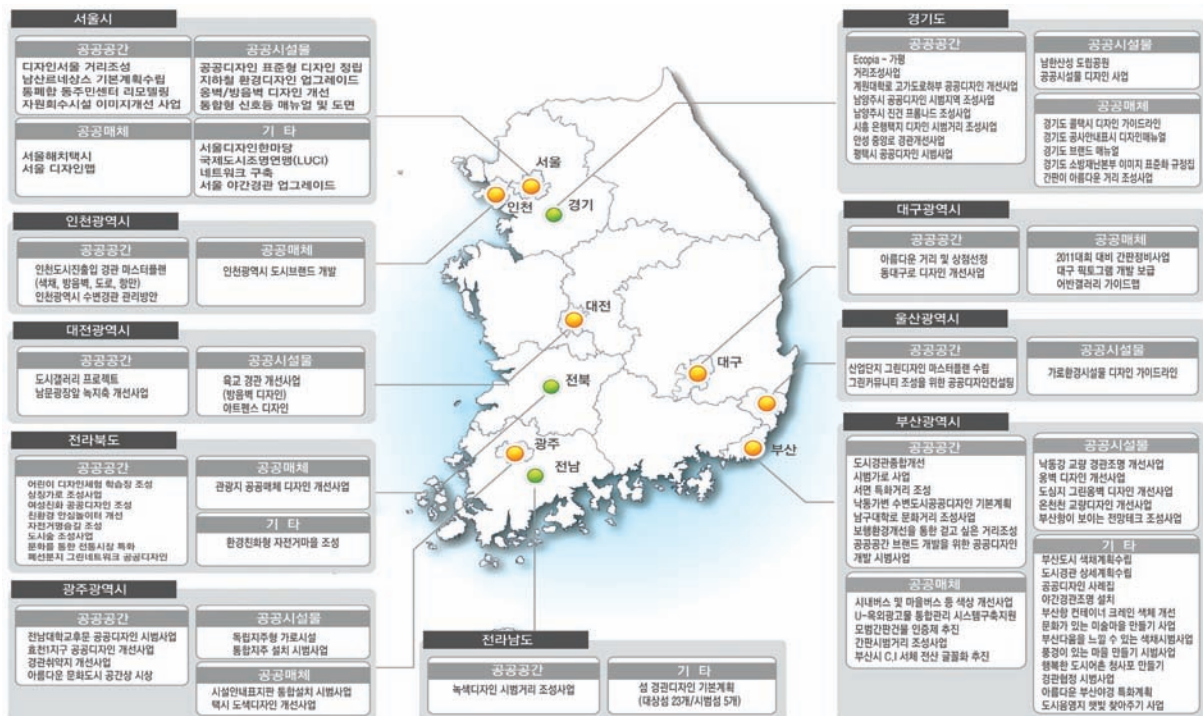 서울시
공공공간
디자인서울 거리조성
남산르네상스 기본계획수립
통폐합 동주민센터 리모델링
자원회수시설 이미지개선 사업
공공시설물
공공디자인 표준형 디자인 정립
지하철 환경디자인 업그레이드
옹벽/방음벽 디자인 개선
통합형 신호등 매뉴얼 및 도면
공공매체
서울해치택시
서울 디자인맵
기 타
서울디자인한마당
국제도시조명연맹(LUCI)
네트워크 구축
서울 야간경관 업그레이드
인천광역시
공공공간
인천도시진출입 경관 마스터플랜
(색채, 방음벽, 도로, 항만)
인천광역시 수변경관 관리방안
공공매체
인천광역시 도시브랜드 개발
대전광역시
공공공간
도시갤러리 프로젝트
남문광장앞 녹지축 개선사업
공공시설물
육교 경관 개선사업
(방음벽 디자인)
아트펜스 디자인
전라북도
공공공간
어린이 디자인체험 학습장 조성
상징가로 조성사업
여성친화 공공디자인 조성
친환경 안심놀이터 개선
자전거명승길 조성
도시숲 조성사업
문화를 통한 전통시장 특화
폐선분지 그린네트워크 공공디자인
공공매체
관광지 공공매체 디자인 개선사업
기 타
환경친화형 자전거마을 조성
광주광역시
공공공간
전남대학교후문 공공디자인 시범사업
효천1지구 공공디자인 개선사업
경관취약지 개선사업
아름다운 문화도시 공간상 시상
공공시설물
독립지주형 가로시설
통합지주 설치 시범사업
공공매체
시설안내표지판 통합설치 시범사업
택시 도색디자인 개선사업
전라남도
공공공간
녹색디자인 시범거리 조성사업
기 타
섬 경관디자인 기본계획
(대상섬 23개/시범섬 5개)
서울
인천
경기
대전
대구
전북
광주
전남
부산
경기도
공공공간
Ecopia - 가평
거리조성사업
계원대학로 고가도로하부 공공디자인 개선사업
남양주시 공공디자인 시범지역 조성사업
남양주시 진건 프롬나드 조성사업
시흥 은행택지 디자인 시범거리 조성사업
안성 중앙로 경관개선사업
평택시 공공디자인 시범사업
공공시설물
남한산성 도립공원
공공시설물 디자인 사업
공공매체
경기도 콜택시 디자인 가이드라인
경기도 공사안내표시 디자인매뉴얼
경기도 브랜드 매뉴얼
경기도 소방재난본부 이미지 표준화 규정집
간판이 아름다운 거리 조성사업
대구광역시
공공공간
아름다운 거리 및 상점선정
동대구로 디자인 개선사업
공공매체
2011대회 대비 간판정비사업
대구 픽토그램 개발 보급
어반갤러리 가이드맵
울산광역시
공공공간
산업단지 그린디자인 마스터플랜 수립
그린커뮤니티 조성을 위한 공공디자인컨설팅
공공시설물
가로환경시설물 디자인 가이드라인
부산광역시
공공공간
도시경관종합개선
시범가로 사업
서면 특화거리 조성
낙동가변 수변도시공공디자인 기본계획
남구대학로 문화거리 조성사업
보행환경개선을 통한 걷고 싶은 거리조성
공공공간 브랜드 개발을 위한 공공디자인
개발 시범사업
공공매체
시내버스 및 마을버스 등 색상 개선사업
U-옥외광고물 통합관리 시스템구축지원
모범간판건물 인증제 추진
간판시범거리 조성사업
부산시 C,I 서체 전산 글꼴화 추진
공공시설물
낙동강 교량 경관조명 개선사업
옹벽 디자인 개선사업
도심지 그린옹벽 디자인 개선사업
온천천 교량디자인 개선사업
부산항이 보이는 전망테크 조성사업
기 타
부산도시 색채계획수립
도시경관 상세계획수립
공공디자인 사례집
야간경관조명 설치
부산항 컨테이너 크레인 색체 개선
문화가 있는 미술마을 만들기 사업
부산다움을 느낄 수 있는 색채시범사업
풍경이 있는 마을 만들기 시범사업
행복한 도시어촌 청사포 만들기
경관협정 시범사업
아름다운 부산야경 특화계획
도시음영지 햇빛 찾아주기 사업